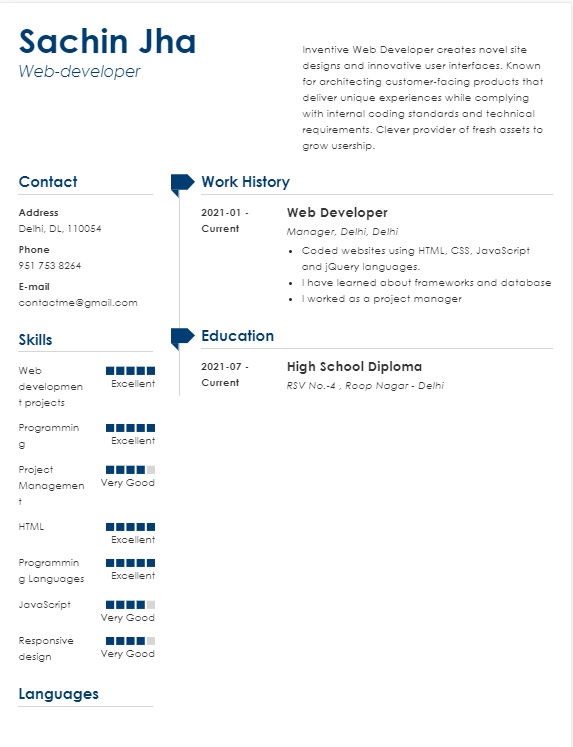 Sachin Jha
Web-developer
Inventive Web Developer creates novel site
designs and innovative user interfaces. Known
for architecting customer-facing products that
deliver unique experiences while complying
with internal coding standards and technical
requirements. Clever provider of fresh assets to
grow usership.
Contact
Address
Delhi, DL, 110054
Phone
951 753 8264
E-mail
contactme@gmail.com
Skills
Web
developmen
t projects
Excellent
Programmin
g
Excellent
Project
Managemen
t
Very Good
HTML
Excellent
Programmin
g Languages
Excellent
JavaScript
Very Good
Responsive
design
Very Good
Languages
Work History
2021-01 -
Current
Web Developer
Manager, Delhi, Delhi
• Coded websites using HTML, CSS, JavaScript
and jQuery languages.
• I have learned about frameworks and database
• I worked as a project manager
Education
2021-07 -
Current
High School Diploma
RSV No.-4 , Roop Nagar - Delhi